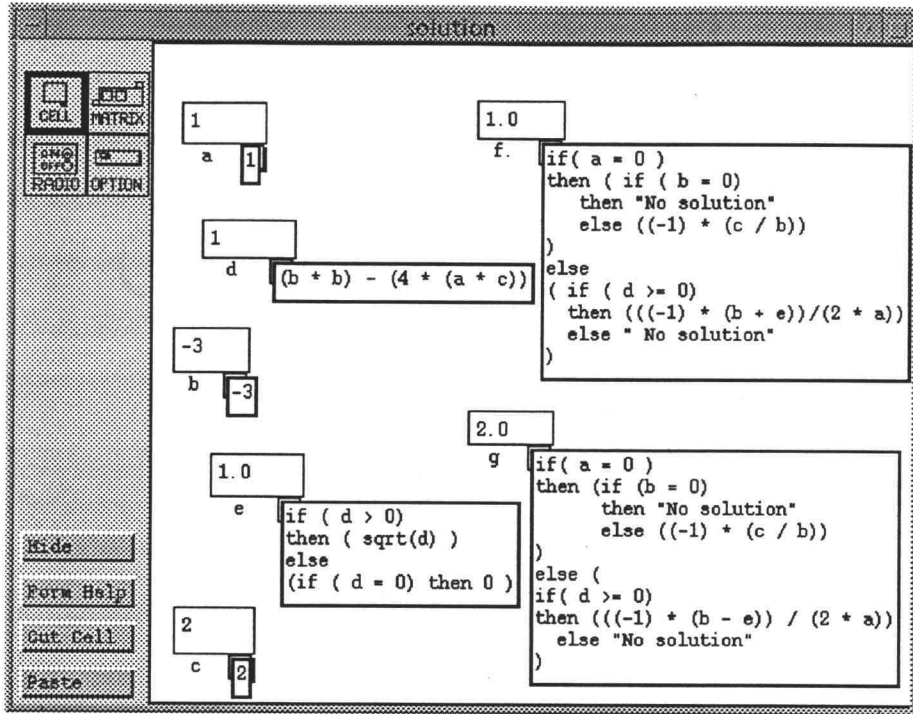 solution
CELL
MATRIX
RADIO
OPTION
1
a
1
1
d
(b * b) - (4 * (a * c))
-3
b
-3
1.0
e
if ( d > 0)
then ( sqrt(d) )
else
(if ( d = 0) then 0 )
2
c
2
1.0
f.
if( a = 0 )
then ( if ( b = 0)
then "No solution"
else ((-1) * (c / b))
)
else
( if ( d >= 0)
then (((-1) * (b + e))/(2 * a))
else " No solution"
)
2.0
g
if( a = 0 )
then (if (b = 0)
then "No solution"
else ((-1) * (c / b))
)
else (
if( d >= 0)
then (((-1) * (b - e)) / (2 * a))
else "No solution"
)
Hide
Form Help
Cut Cell
Paste